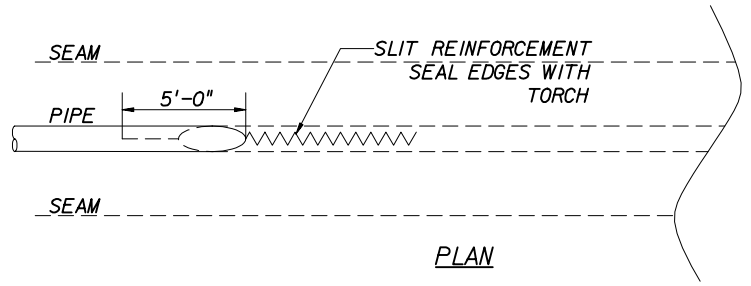 SEAM
SLIT REINFORCEMENT
SEAL EDGES WITH
TORCH
5'-0"
PIPE
SEAM
PLAN